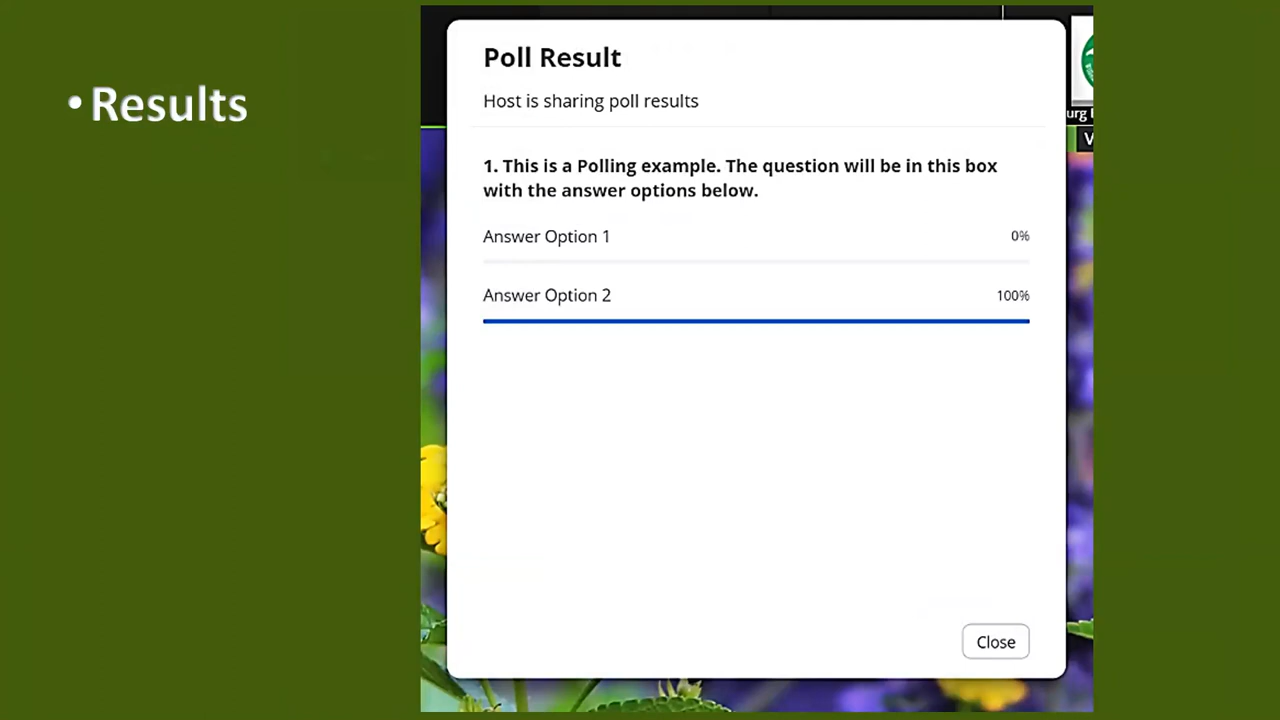 • Results
Poll Result
Host is sharing poll results
1. This is a Polling example. The question will be in this box
with the answer options below.
Answer Option 1 0%
Answer Option 2 100%
Close
urg
V